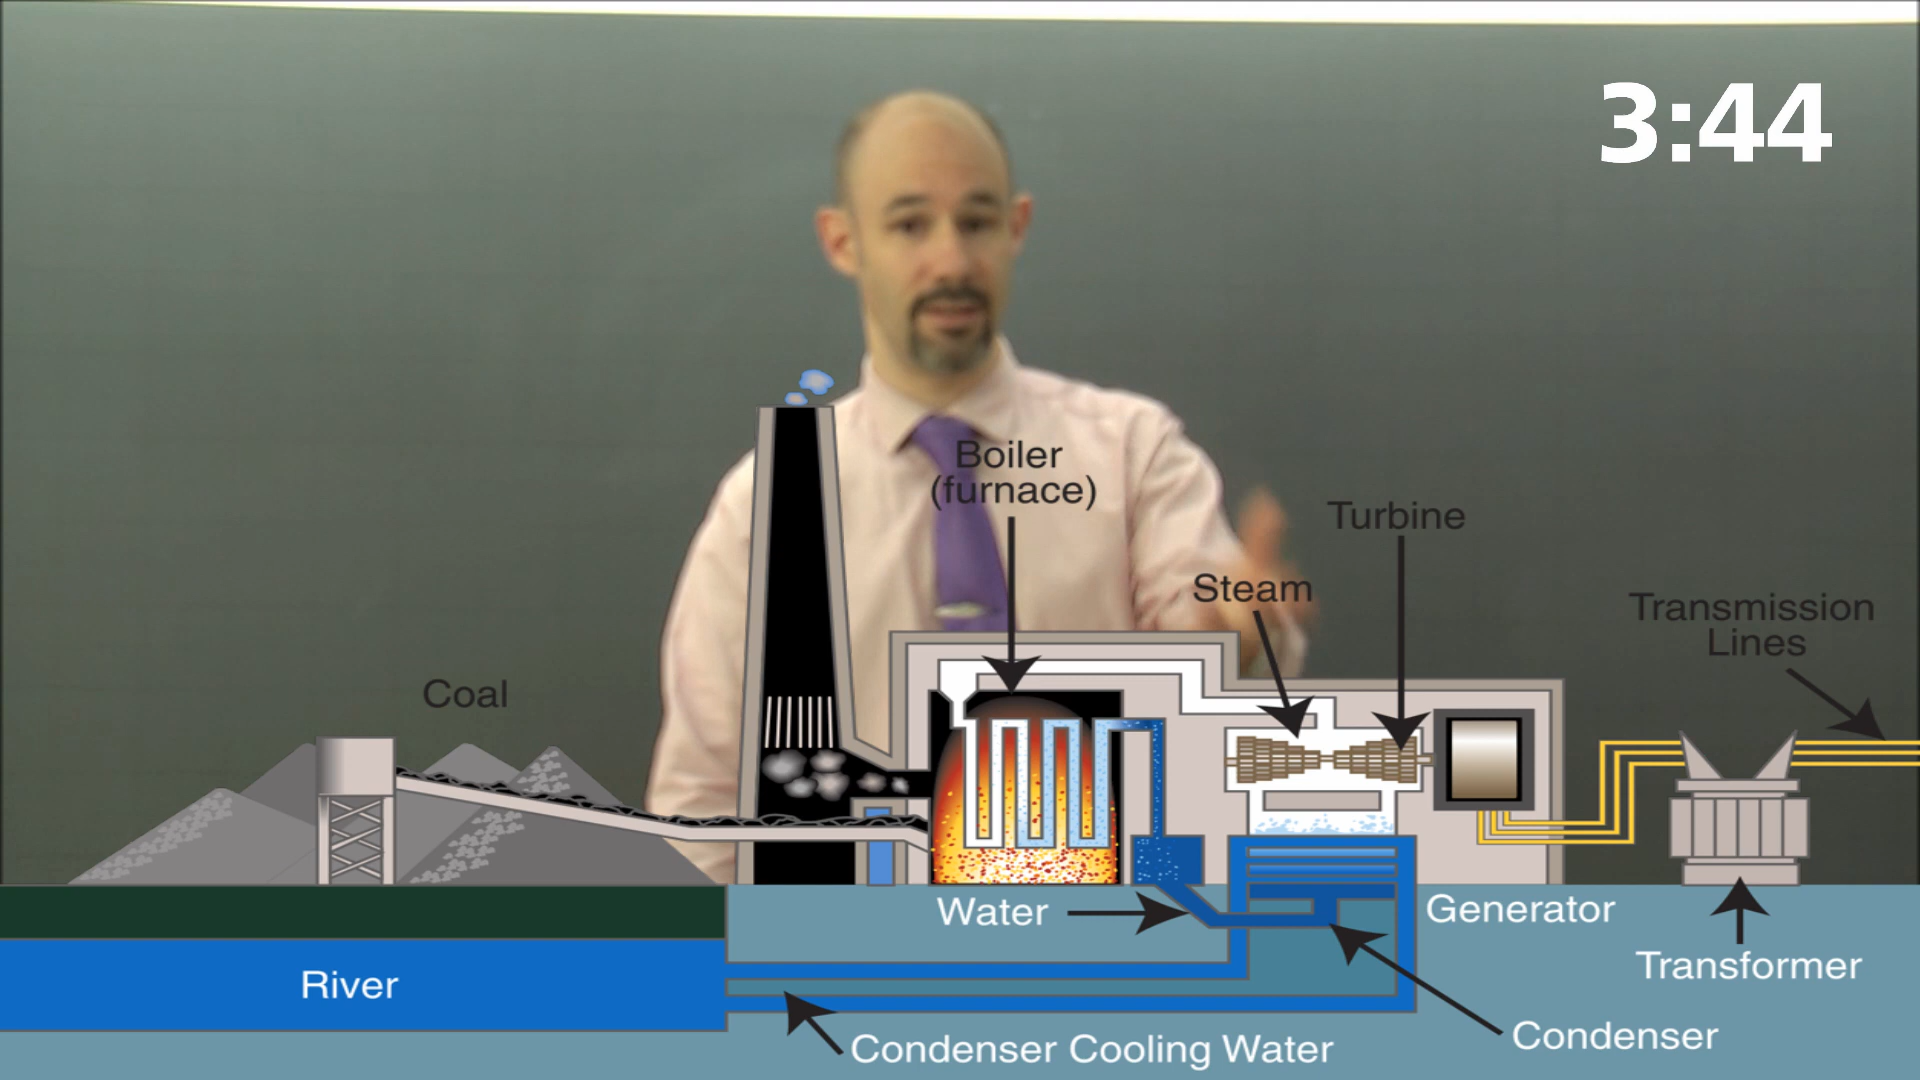 3:44
Boiler
(furnace)
Turbine
Steam
Transmission
Lines
Coal
Water
Generator
Transformer
River
Condenser
Condenser Cooling Water